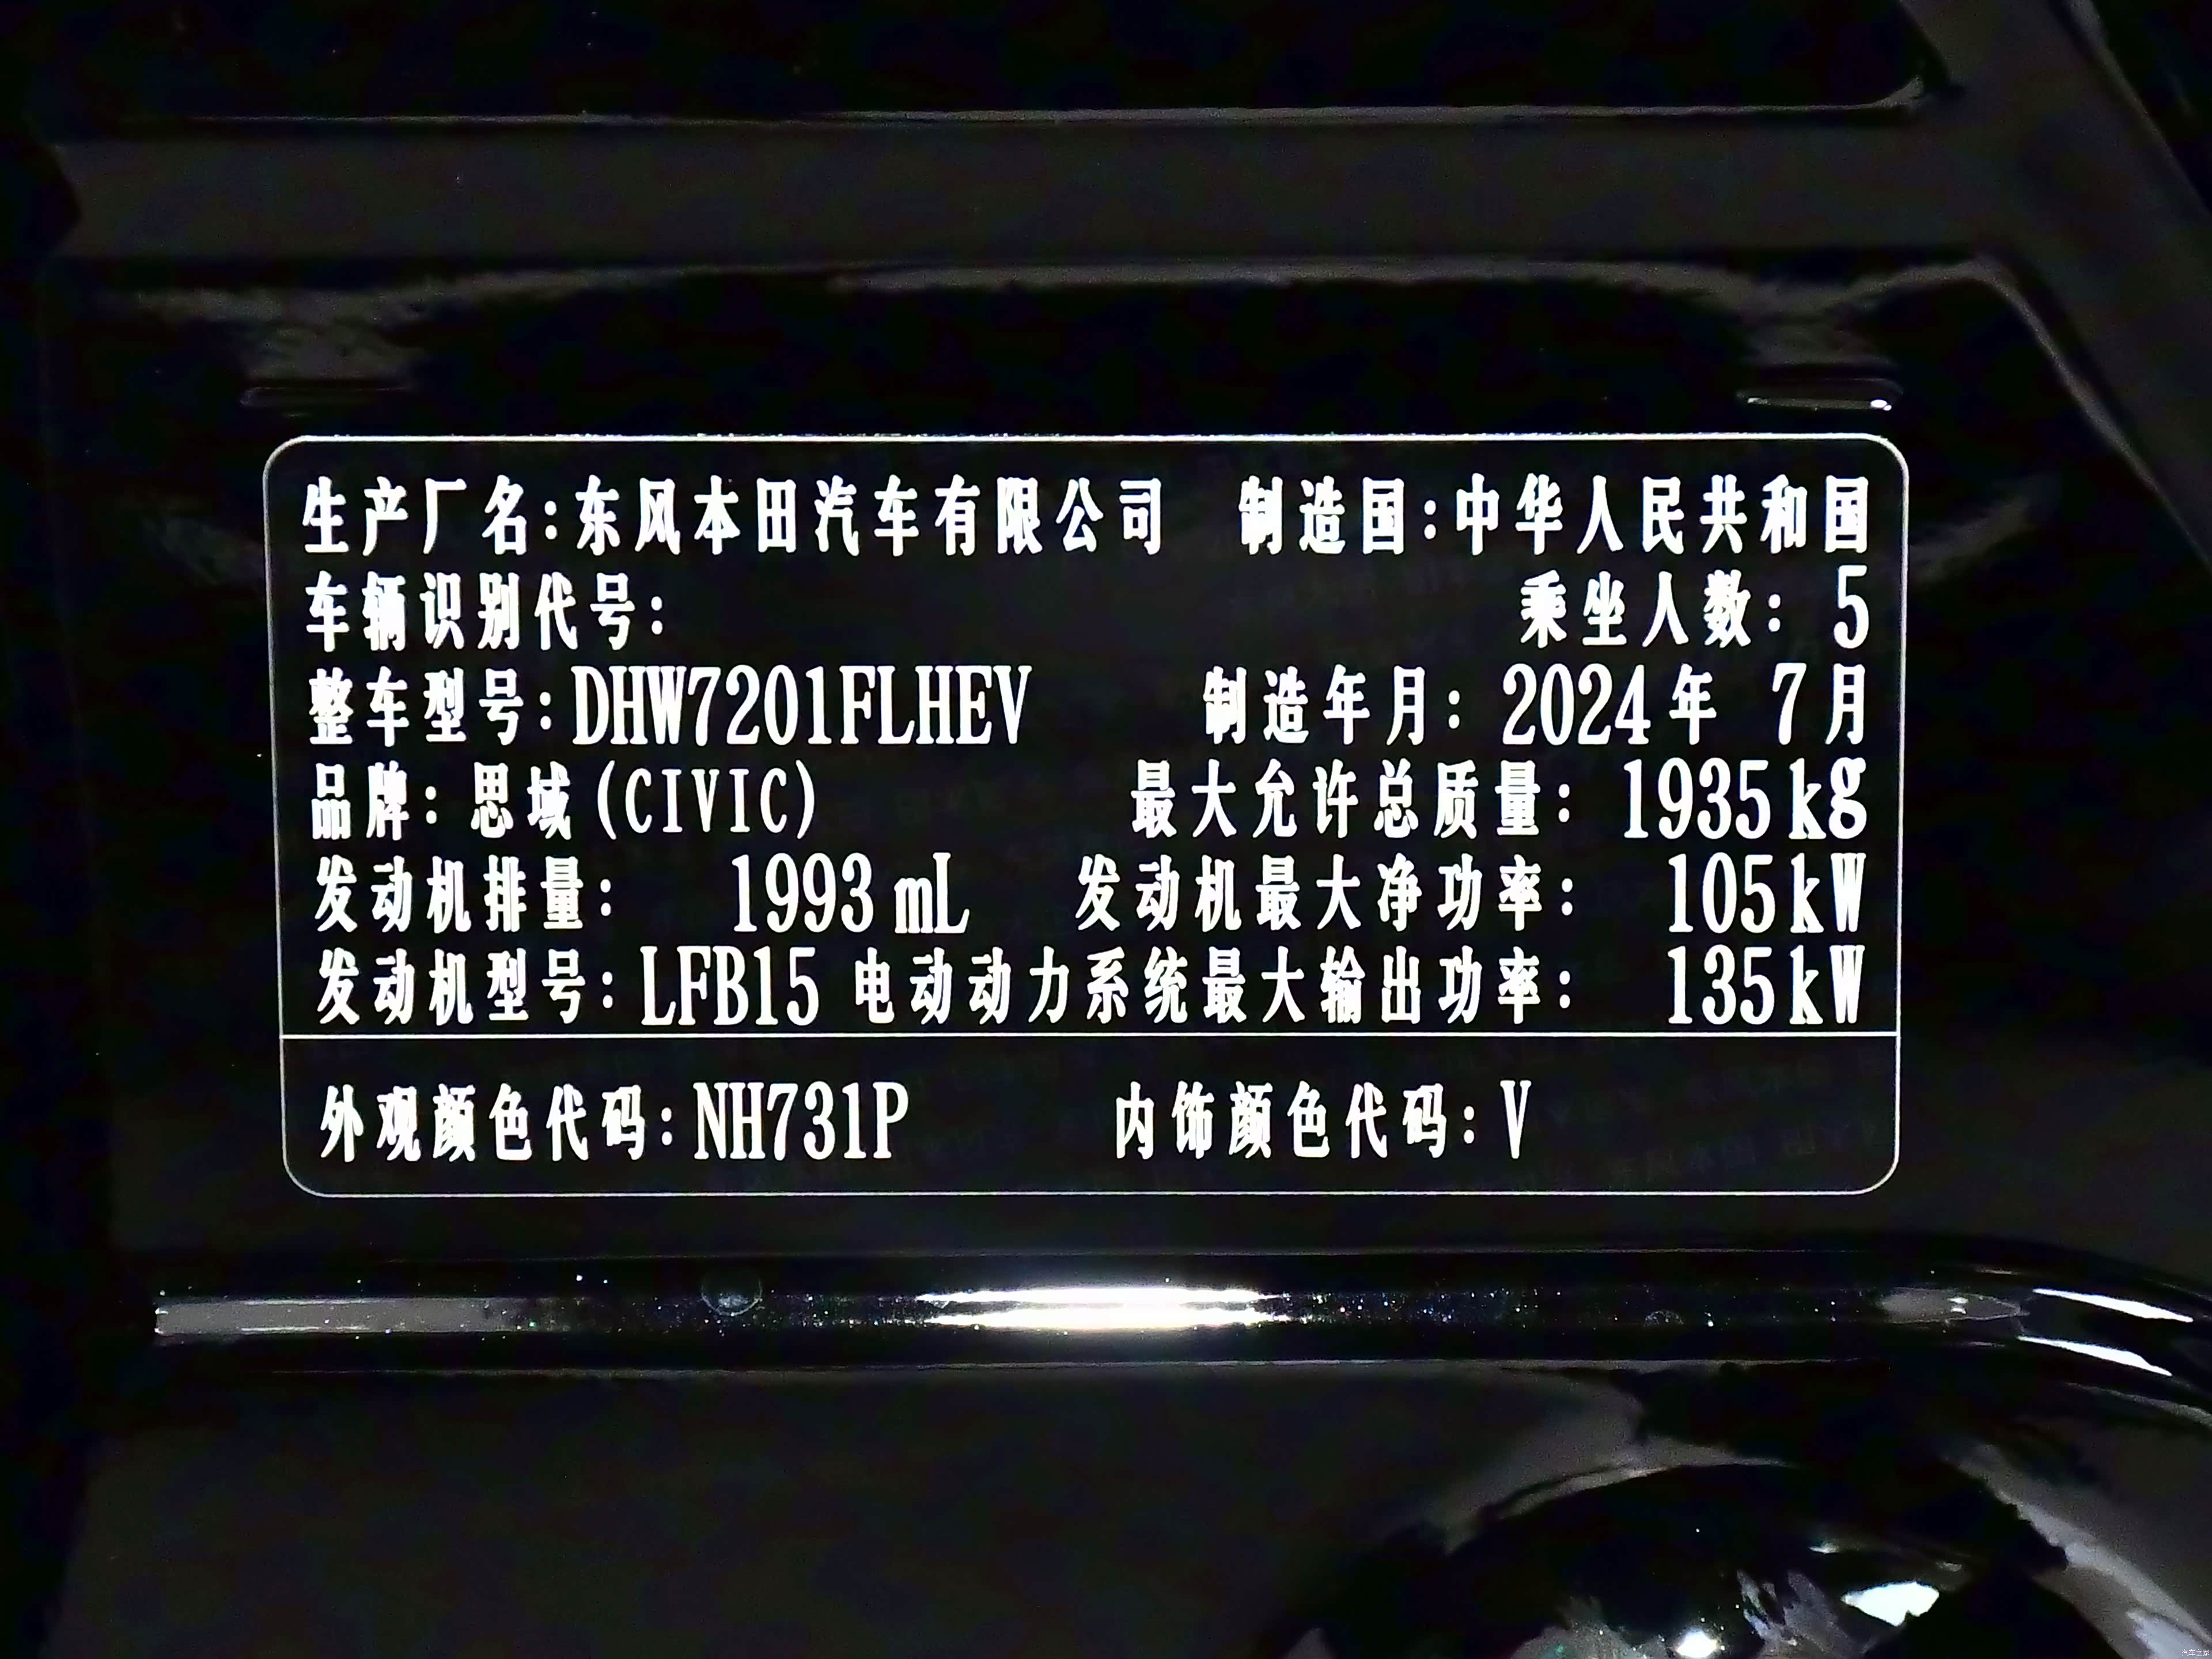 生产厂名:东风本田汽车有限公司 制造国:中华人民共和国
车辆识别代号: 乘坐人数: 5
整车型号:DHW7201FLHEV 制造年月: 2024年 7月
品牌: 思域(CIVIC) 最大允许总质量: 1935kg
发动机排量: 1993mL 发动机最大净功率: 105kW
发动机型号:LFB15 电动动力系统最大输出功率: 135kW
外观颜色代码:NH731P 内饰颜色代码:V
汽车之家